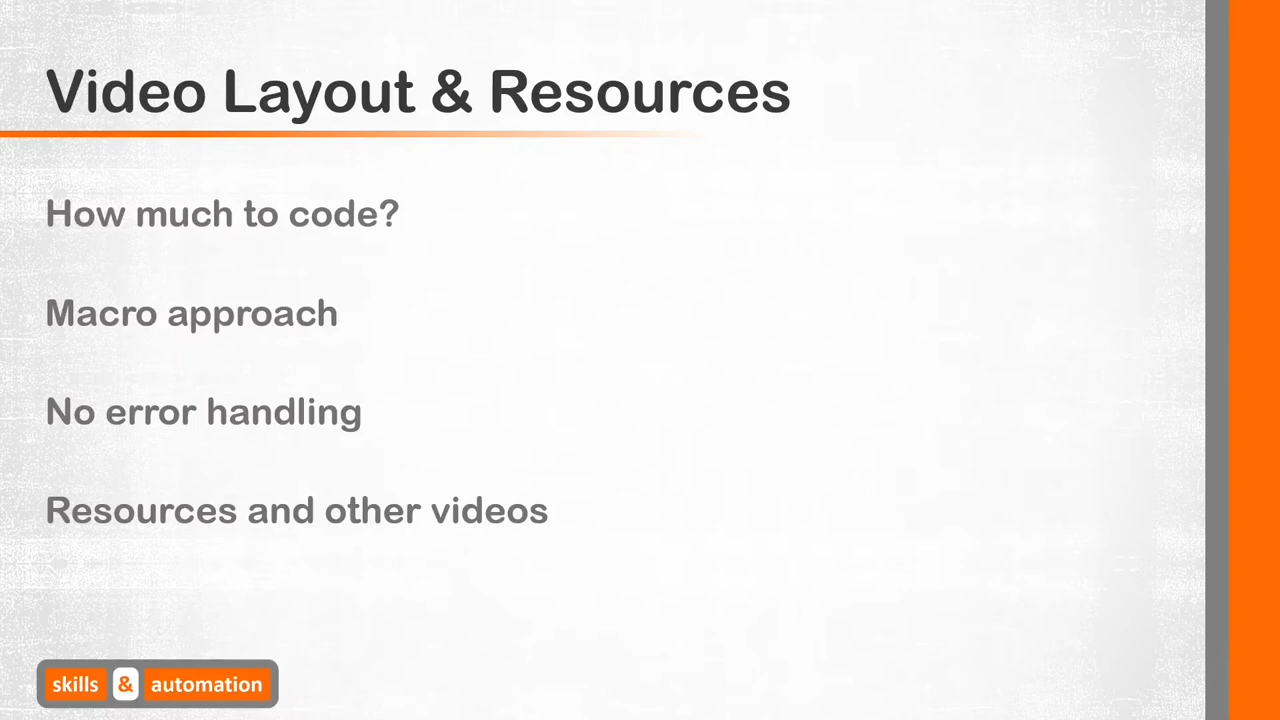 Video Layout & Resources
How much to code?
Macro approach
No error handling
Resources and other videos
skills & automation